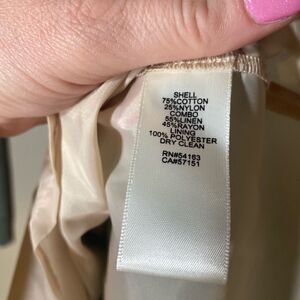 SHELL
75%COTTON
25%NYLON
COMBO
55%LINEN
45%RAYON
LINING
100% POLYESTER
DRY CLEAN
RN#54163
CA#57151